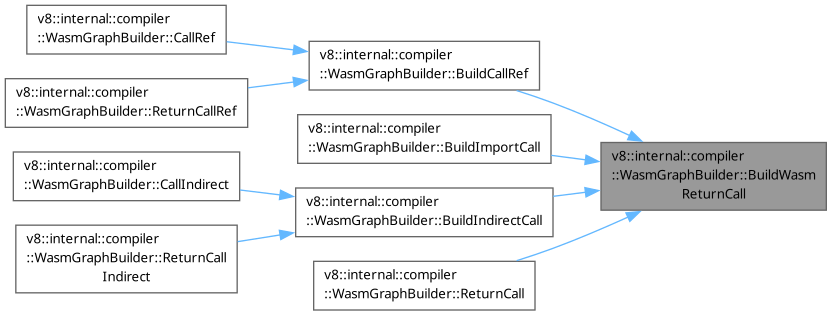 v8::internal::compiler
::WasmGraphBuilder::CallRef
v8::internal::compiler
::WasmGraphBuilder::ReturnCallRef
v8::internal::compiler
::WasmGraphBuilder::CallIndirect
v8::internal::compiler
::WasmGraphBuilder::ReturnCall
Indirect
v8::internal::compiler
::WasmGraphBuilder::BuildCallRef
v8::internal::compiler
::WasmGraphBuilder::BuildImportCall
v8::internal::compiler
::WasmGraphBuilder::BuildIndirectCall
v8::internal::compiler
::WasmGraphBuilder::ReturnCall
v8::internal::compiler
::WasmGraphBuilder::BuildWasm
ReturnCall